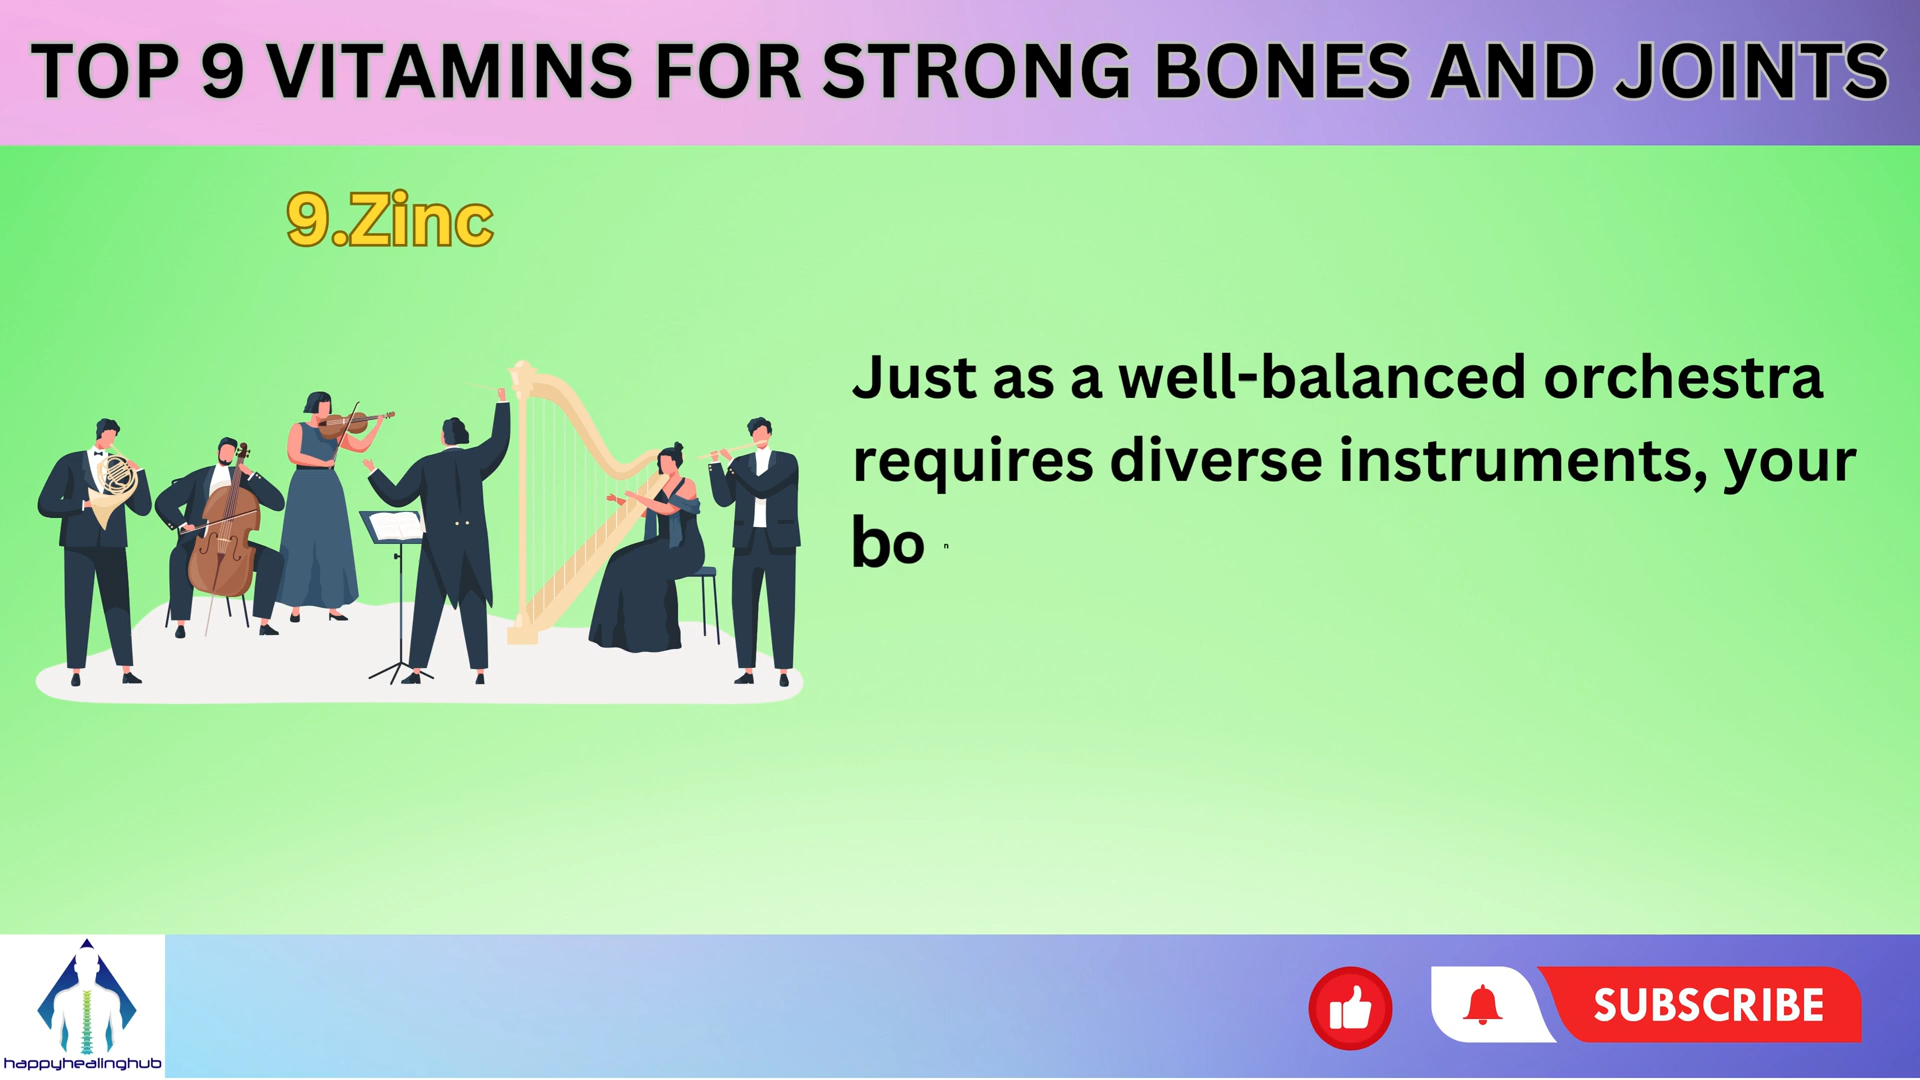 TOP 9 VITAMINS FOR STRONG BONES AND JOINTS
9.Zinc
Just as a well-balanced orchestra
requires diverse instruments, your
bon
happyhealinghub
SUBSCRIBE